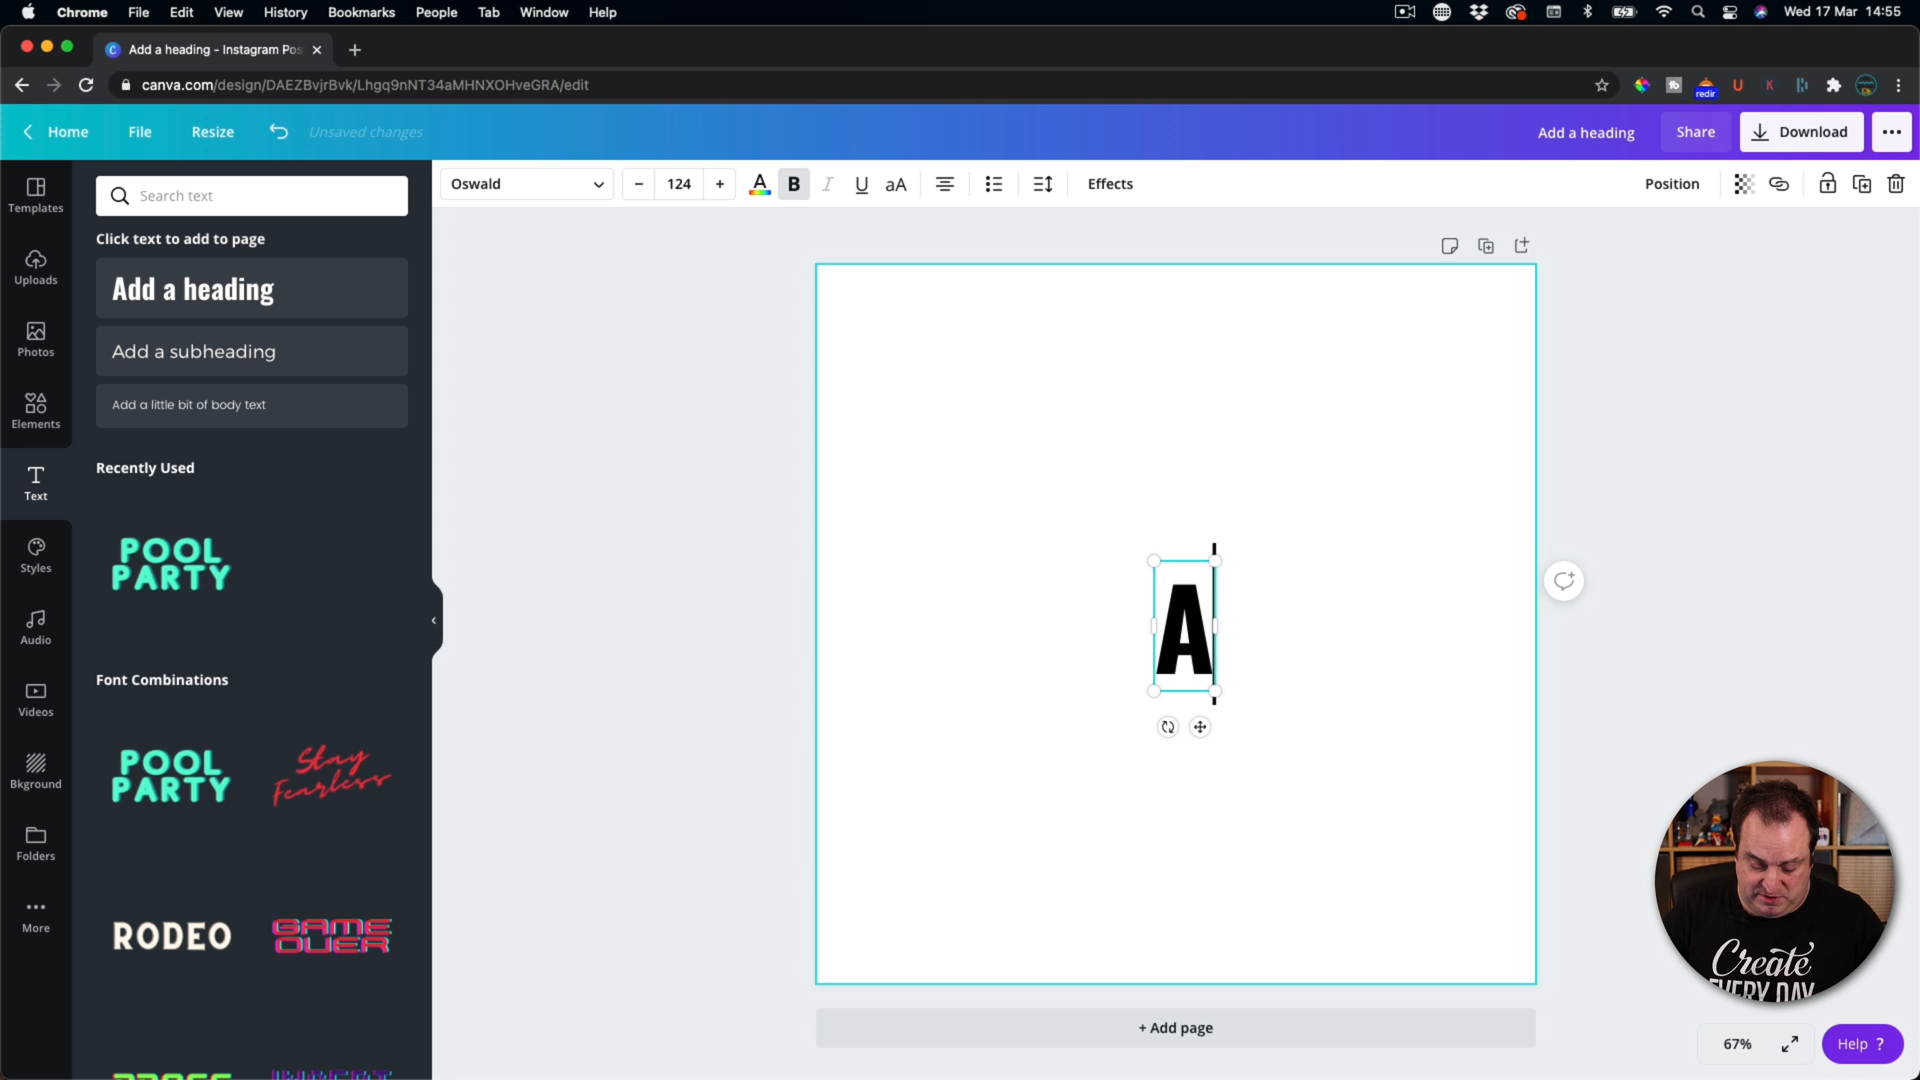 Chrome File Edit View History Bookmarks People Tab Window Help
Wed 17 Mar 14:55
Add a heading - Instagram Pos
canva.com/design/DAEZBvjrBvk/Lhgq9nNT34aMHNXOHveGRA/edit
redir
Home File Resize Unsaved changes
Add a heading Share Download
Templates
Uploads
Photos
Elements
Text
Styles
Audio
Videos
Bkground
Folders
More
Search text
Click text to add to page
Add a heading
Add a subheading
Add a little bit of body text
Recently Used
POOL
PARTY
Font Combinations
POOL
PARTY
Stay
Fearless
RODEO
GAME
OVER
Oswald 124 A B I U aA Effects
Position
A
+ Add page
Create
EVERY DAY
67%
Help ?